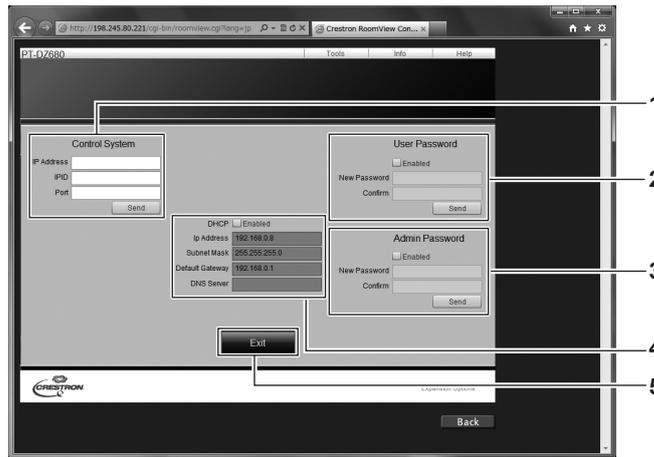 http://198.245.80.221/cgi-bin/roomview.cgi?lang=jp
Crestron RoomView Con... ×
PT-DZ680
Tools Info Help
1
Control System
IP Address
IPID
Port
Send
User Password
Enabled
New Password
Confirm
Send
2
DHCP Enabled
Ip Address 192.168.0.8
Subnet Mask 255.255.255.0
Default Gateway 192.168.0.1
DNS Server
Admin Password
Enabled
New Password
Confirm
Send
3
Exit
4
CRESTRON
Expansion Options
5
Back